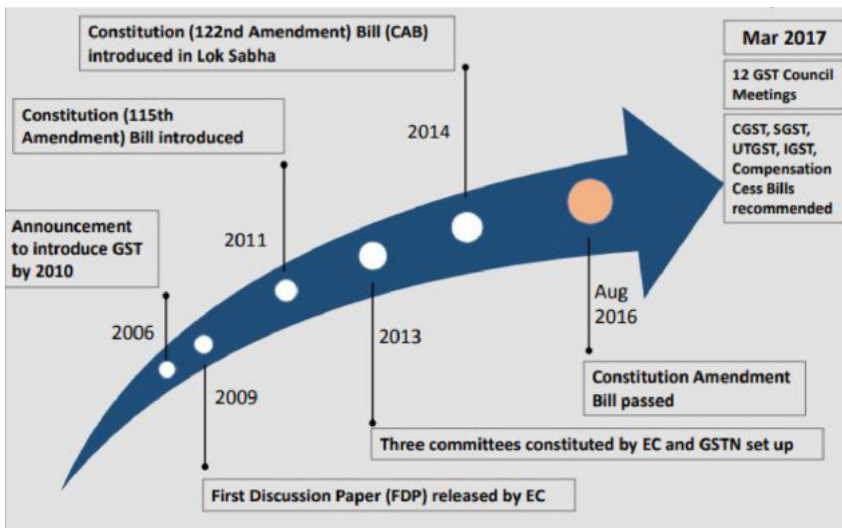 Constitution (122nd Amendment) Bill (CAB)
introduced in Lok Sabha
Mar 2017
12 GST Council
Meetings
CGST, SGST,
UTGST, IGST,
Compensation
Cess Bills
recommended
Constitution (115th
Amendment) Bill introduced
2014
Announcement
to introduce GST
by 2010
2011
2006
2009
2013
Aug
2016
Constitution Amendment
Bill passed
Three committees constituted by EC and GSTN set up
First Discussion Paper (FDP) released by EC